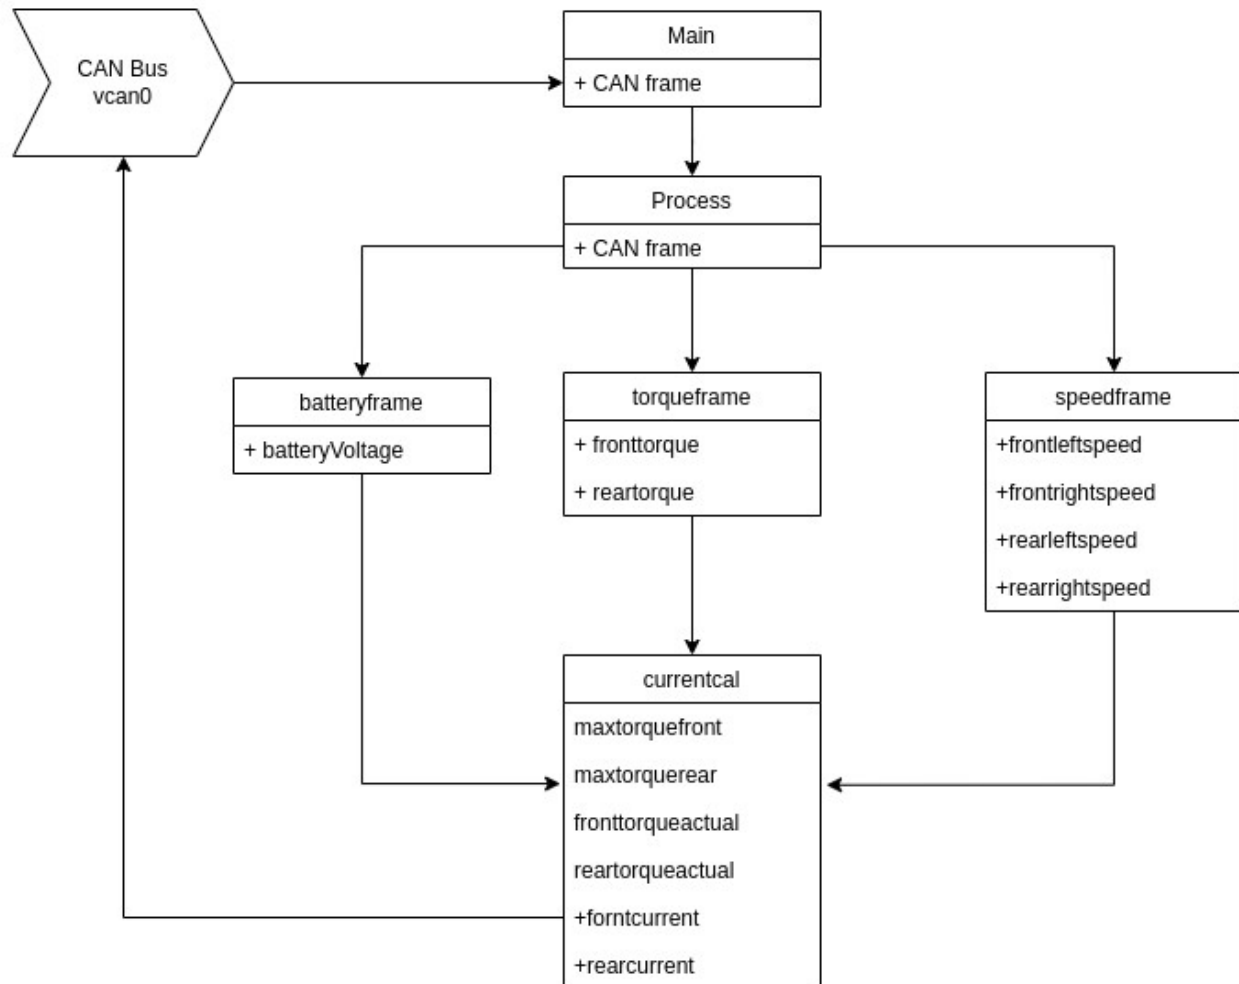 CAN Bus
vcan0
Main
+ CAN frame
Process
+ CAN frame
batteryframe
+ batteryVoltage
torqueframe
+ fronttorque
+ reartorque
speedframe
+frontleftspeed
+frontrightspeed
+rearleftspeed
+rearrightspeed
currentcal
maxtorquefront
maxtorquerear
fronttorqueactual
reartorqueactual
+forntcurrent
+rearcurrent